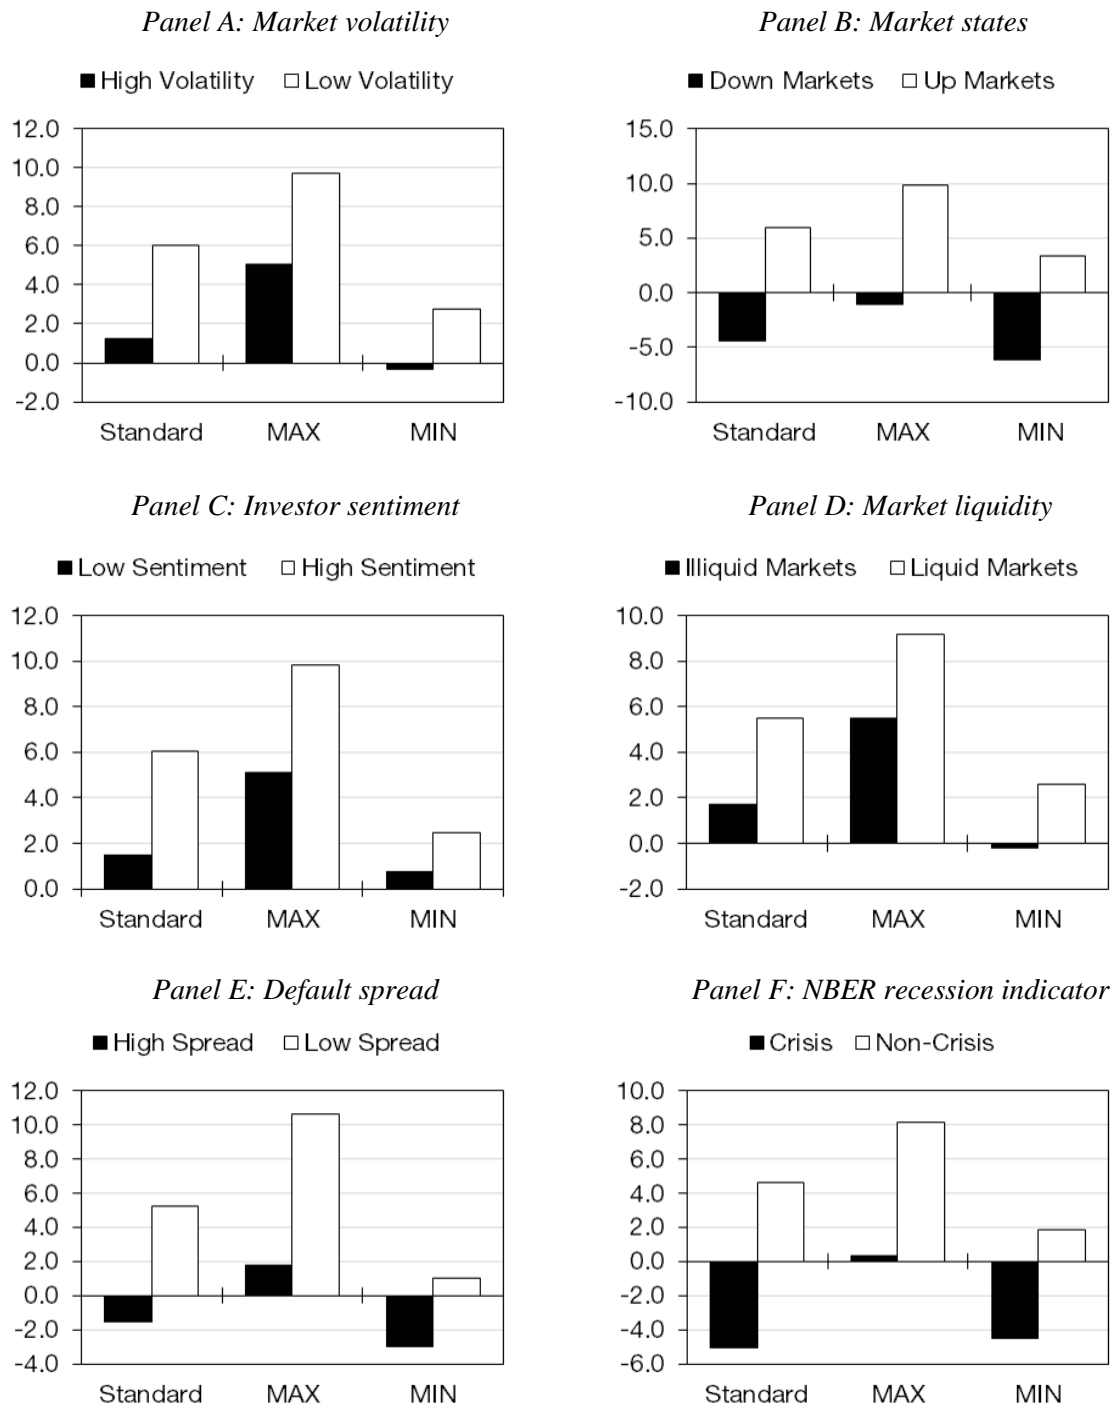 Panel A: Market volatility
High Volatility Low Volatility
12.0
10.0
8.0
6.0
4.0
2.0
0.0
-2.0
Standard MAX MIN
Panel B: Market states
Down Markets Up Markets
15.0
10.0
5.0
0.0
-5.0
-10.0
Standard MAX MIN
Panel C: Investor sentiment
Low Sentiment High Sentiment
12.0
10.0
8.0
6.0
4.0
2.0
0.0
Standard MAX MIN
Panel D: Market liquidity
Illiquid Markets Liquid Markets
10.0
8.0
6.0
4.0
2.0
0.0
-2.0
Standard MAX MIN
Panel E: Default spread
High Spread Low Spread
12.0
10.0
8.0
6.0
4.0
2.0
0.0
-2.0
-4.0
Standard MAX MIN
Panel F: NBER recession indicator
Crisis Non-Crisis
10.0
8.0
6.0
4.0
2.0
0.0
-2.0
-4.0
-6.0
Standard MAX MIN